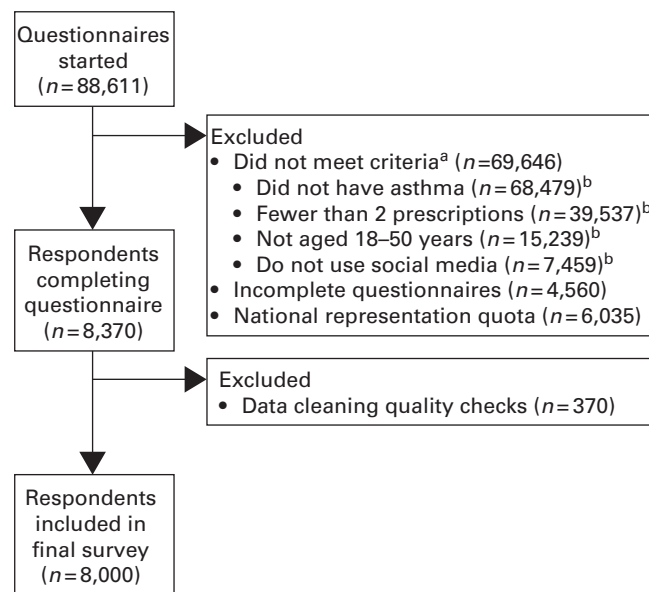 Questionnaires
started
(n=88,611)
Excluded
• Did not meet criteriaᵃ (n=69,646)
• Did not have asthma (n=68,479)ᵇ
• Fewer than 2 prescriptions (n=39,537)ᵇ
• Not aged 18–50 years (n=15,239)ᵇ
• Do not use social media (n=7,459)ᵇ
• Incomplete questionnaires (n=4,560)
• National representation quota (n=6,035)
Respondents
completing
questionnaire
(n=8,370)
Excluded
• Data cleaning quality checks (n=370)
Respondents
included in
final survey
(n=8,000)